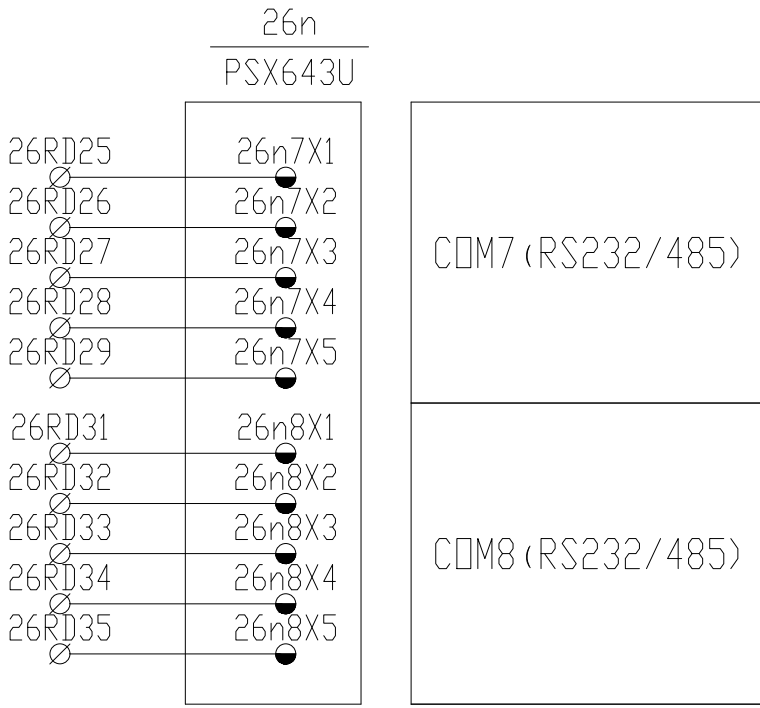 26n
PSX643U
26RD25 26n7X1
26RD26 26n7X2
26RD27 26n7X3
26RD28 26n7X4
26RD29 26n7X5
COM7(RS232/485)
26RD31 26n8X1
26RD32 26n8X2
26RD33 26n8X3
26RD34 26n8X4
26RD35 26n8X5
COM8(RS232/485)